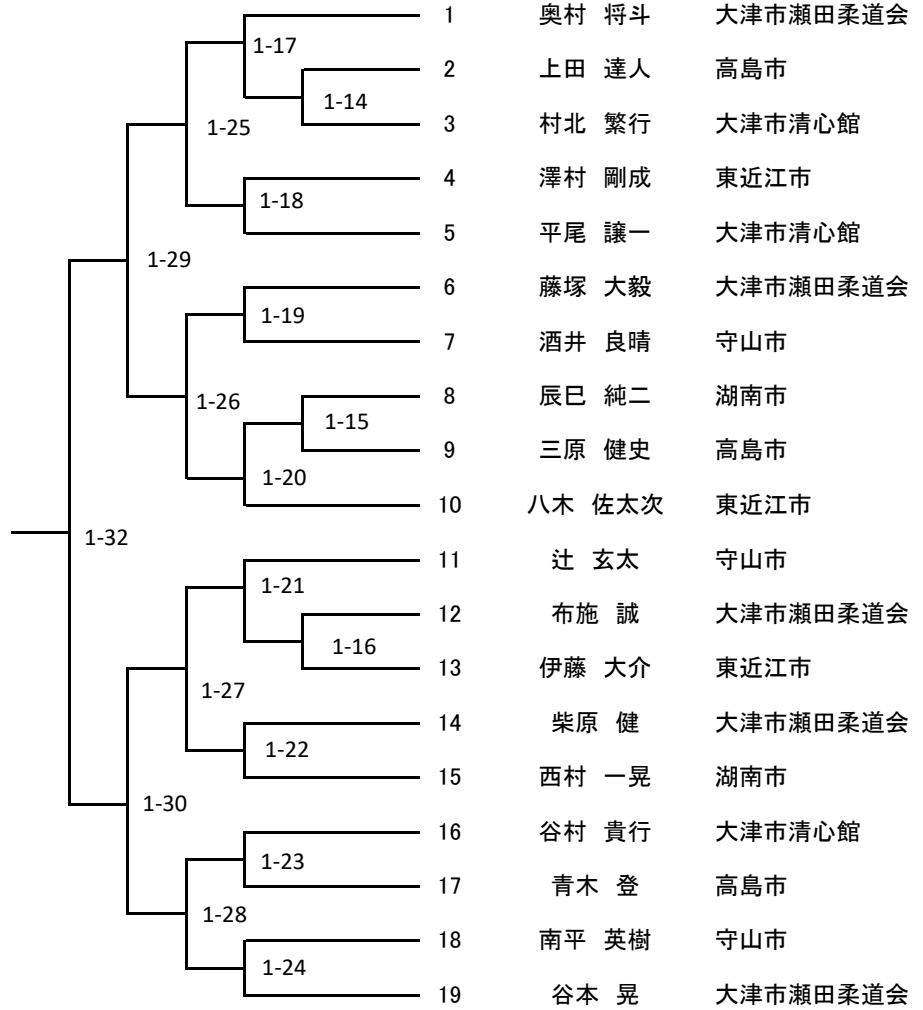 1 奥村 将斗 大津市瀬田柔道会
1-17
2 上田 達人 高島市
1-14
1-25
3 村北 繁行 大津市清心館
4 澤村 剛成 東近江市
1-18
5 平尾 譲一 大津市清心館
1-29
6 藤塚 大毅 大津市瀬田柔道会
1-19
7 酒井 良晴 守山市
8 辰巳 純二 湖南市
1-26
1-15
9 三原 健史 高島市
1-20
10 八木 佐太次 東近江市
1-32
11 辻 玄太 守山市
1-21
12 布施 誠 大津市瀬田柔道会
1-16
13 伊藤 大介 東近江市
1-27
14 柴原 健 大津市瀬田柔道会
1-22
15 西村 一晃 湖南市
1-30
16 谷村 貴行 大津市清心館
1-23
17 青木 登 高島市
1-28
18 南平 英樹 守山市
1-24
19 谷本 晃 大津市瀬田柔道会